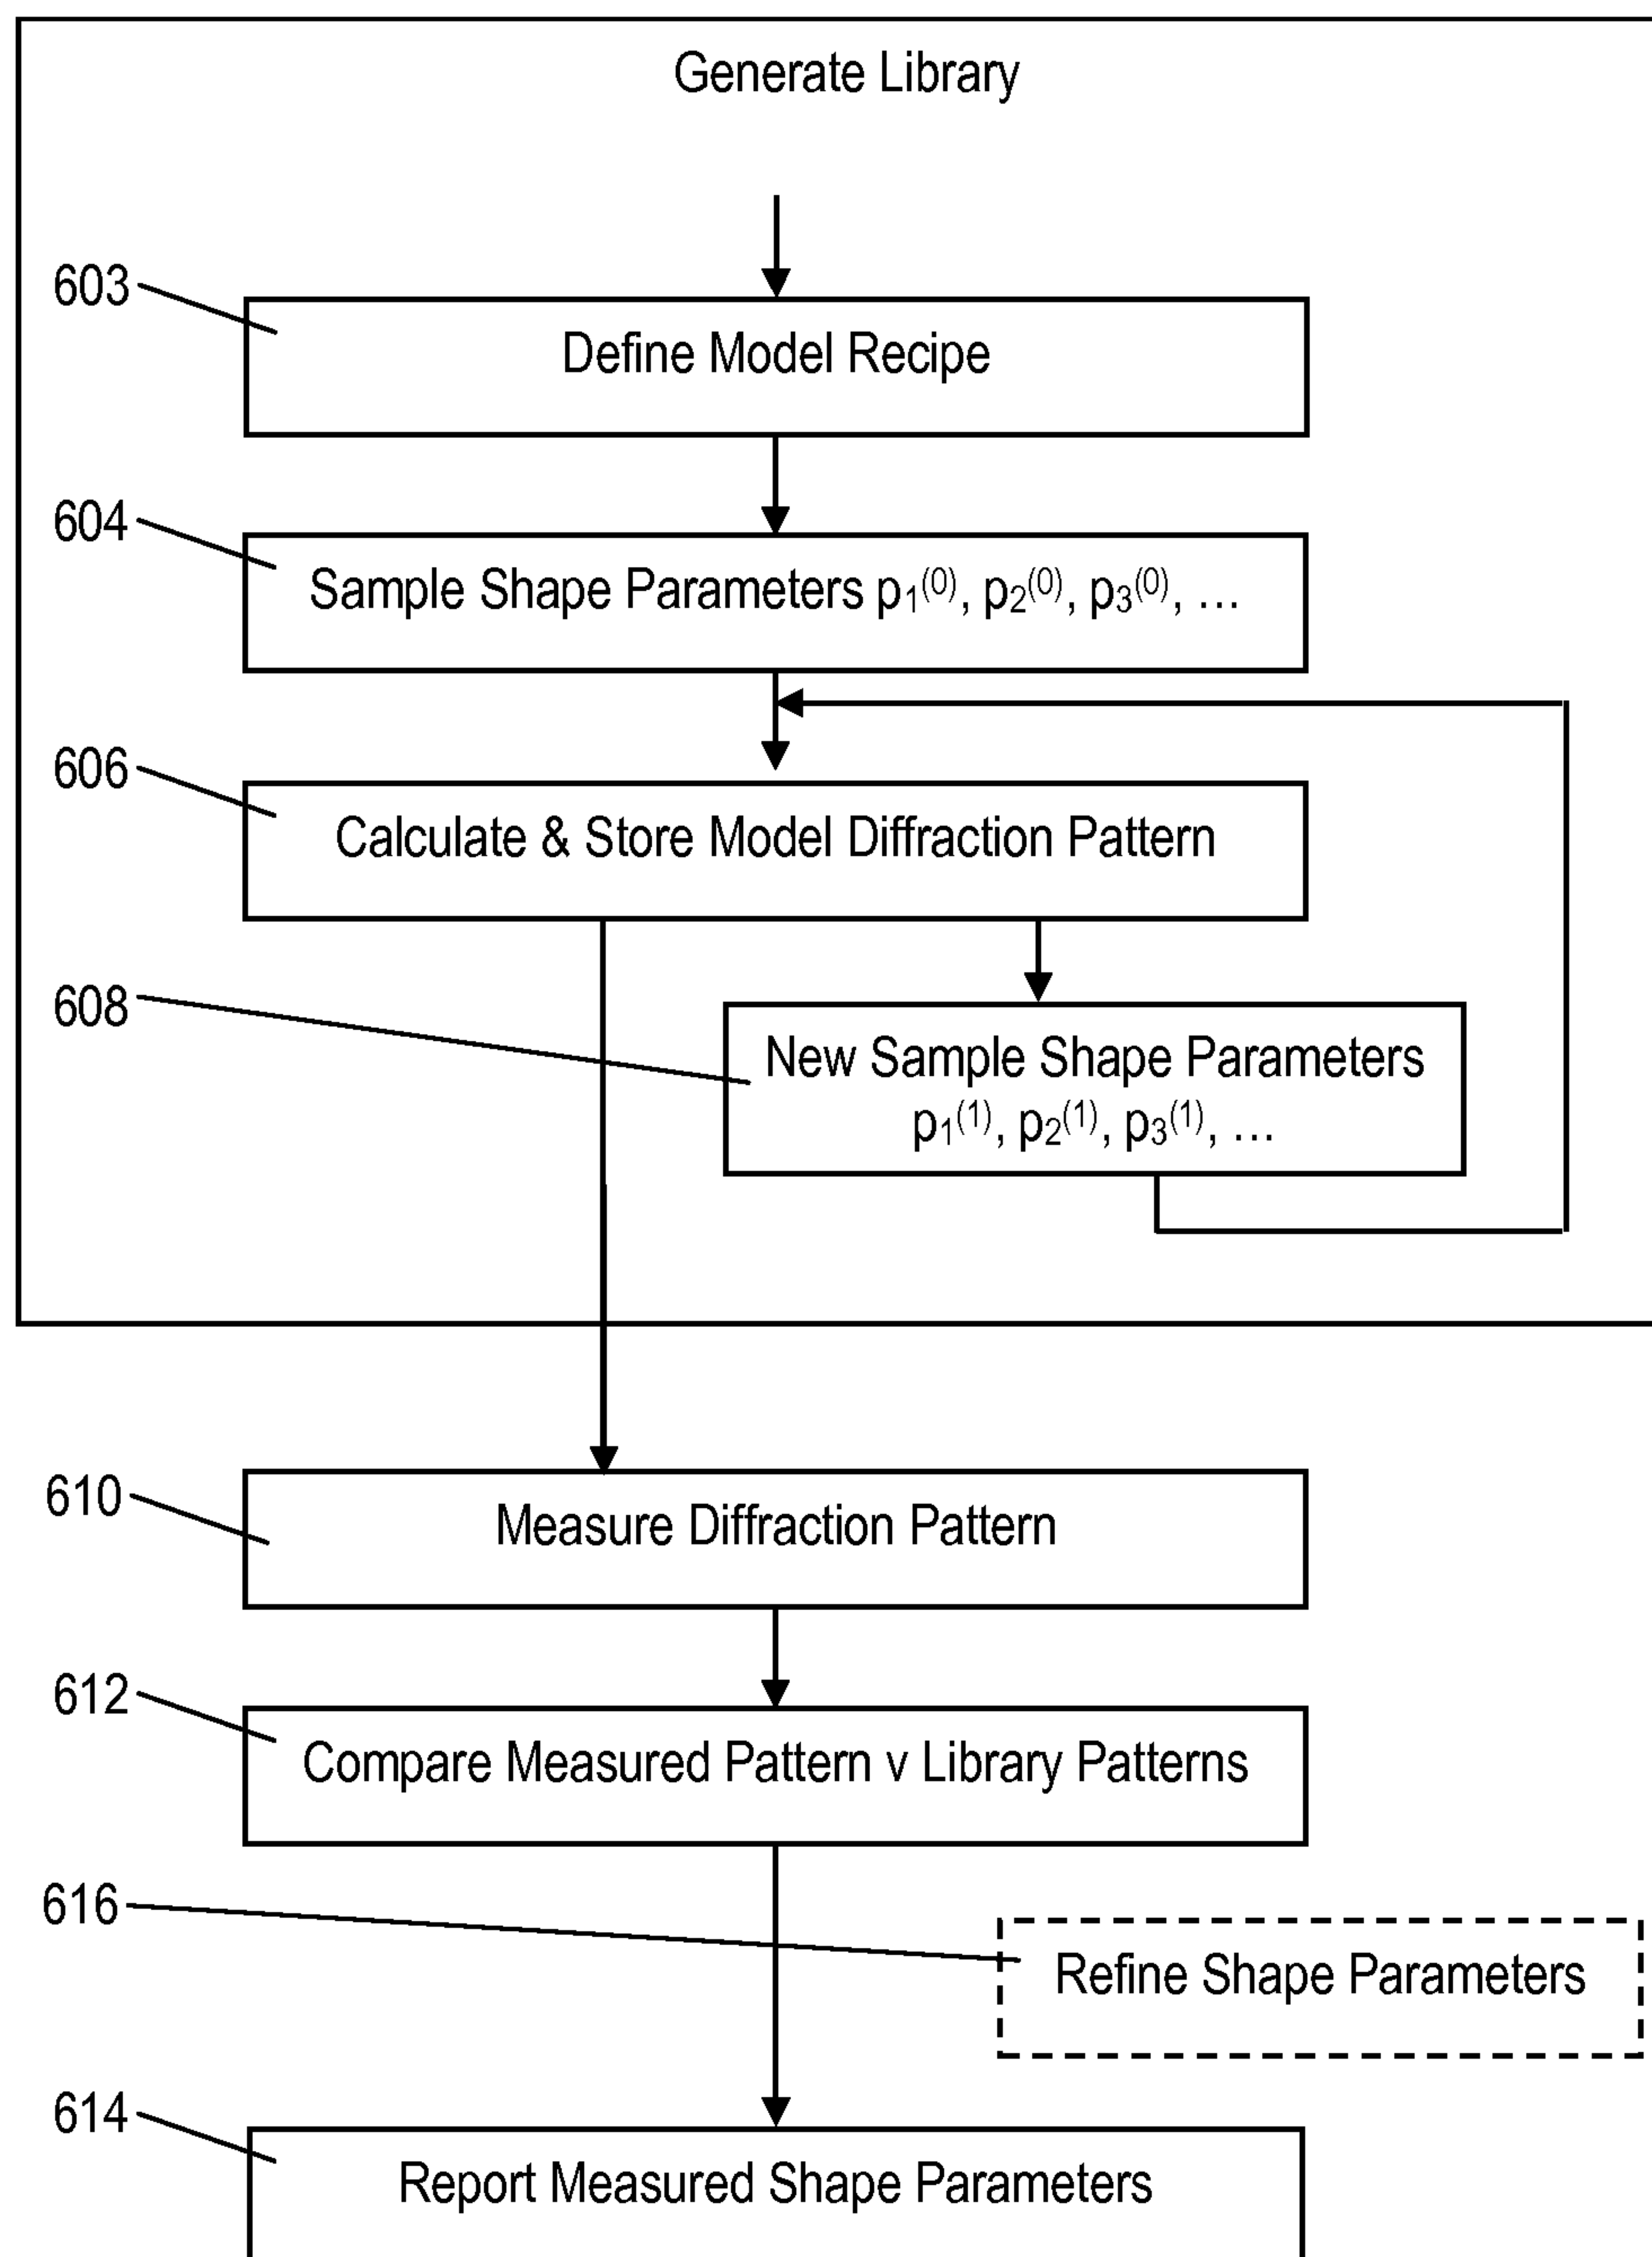 Generate Library
603
Define Model Recipe
604
Sample Shape Parameters p₁⁽⁰⁾, p₂⁽⁰⁾, p₃⁽⁰⁾, …
606
Calculate & Store Model Diffraction Pattern
608
New Sample Shape Parameters
p₁⁽¹⁾, p₂⁽¹⁾, p₃⁽¹⁾, …
610
Measure Diffraction Pattern
612
Compare Measured Pattern v Library Patterns
616
Refine Shape Parameters
614
Report Measured Shape Parameters